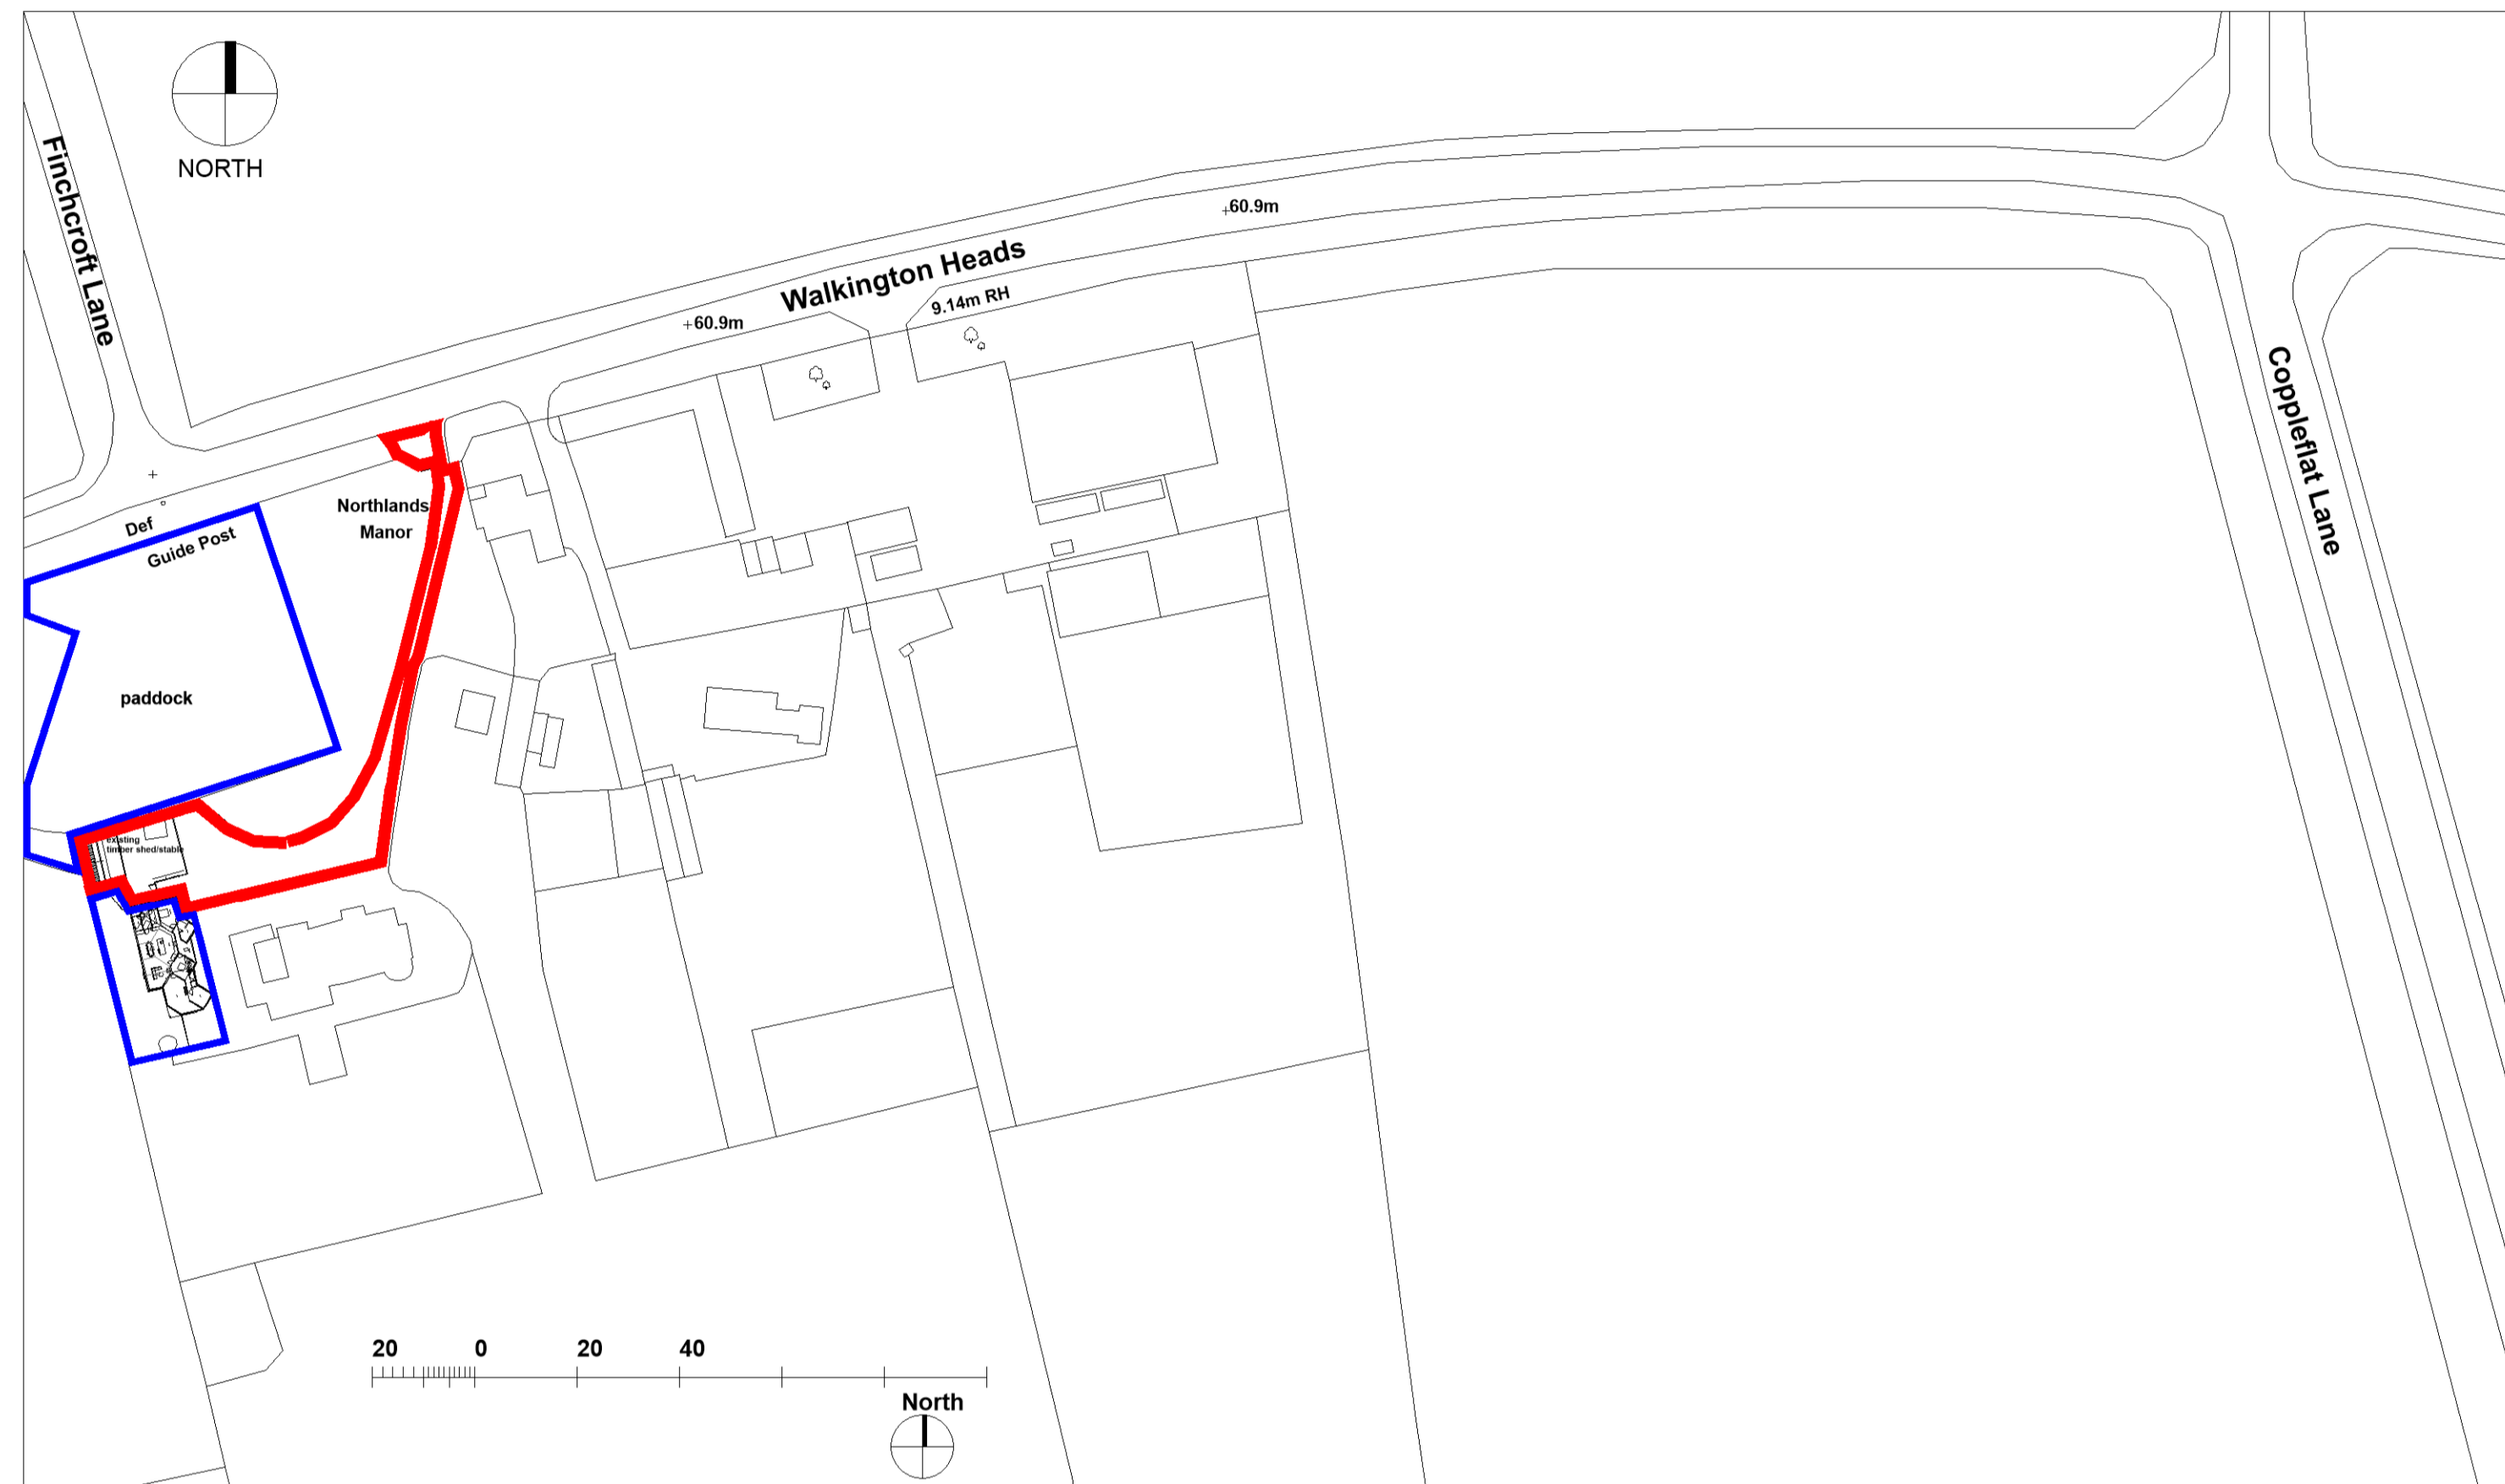 NORTH
Finchcroft Lane
60.9m
Walkington Heads
9.14m RH
60.9m
Coppleflat Lane
Northlands
Manor
Def
Guide Post
paddock
existing
timber shed/stable
20 0 20 40
North